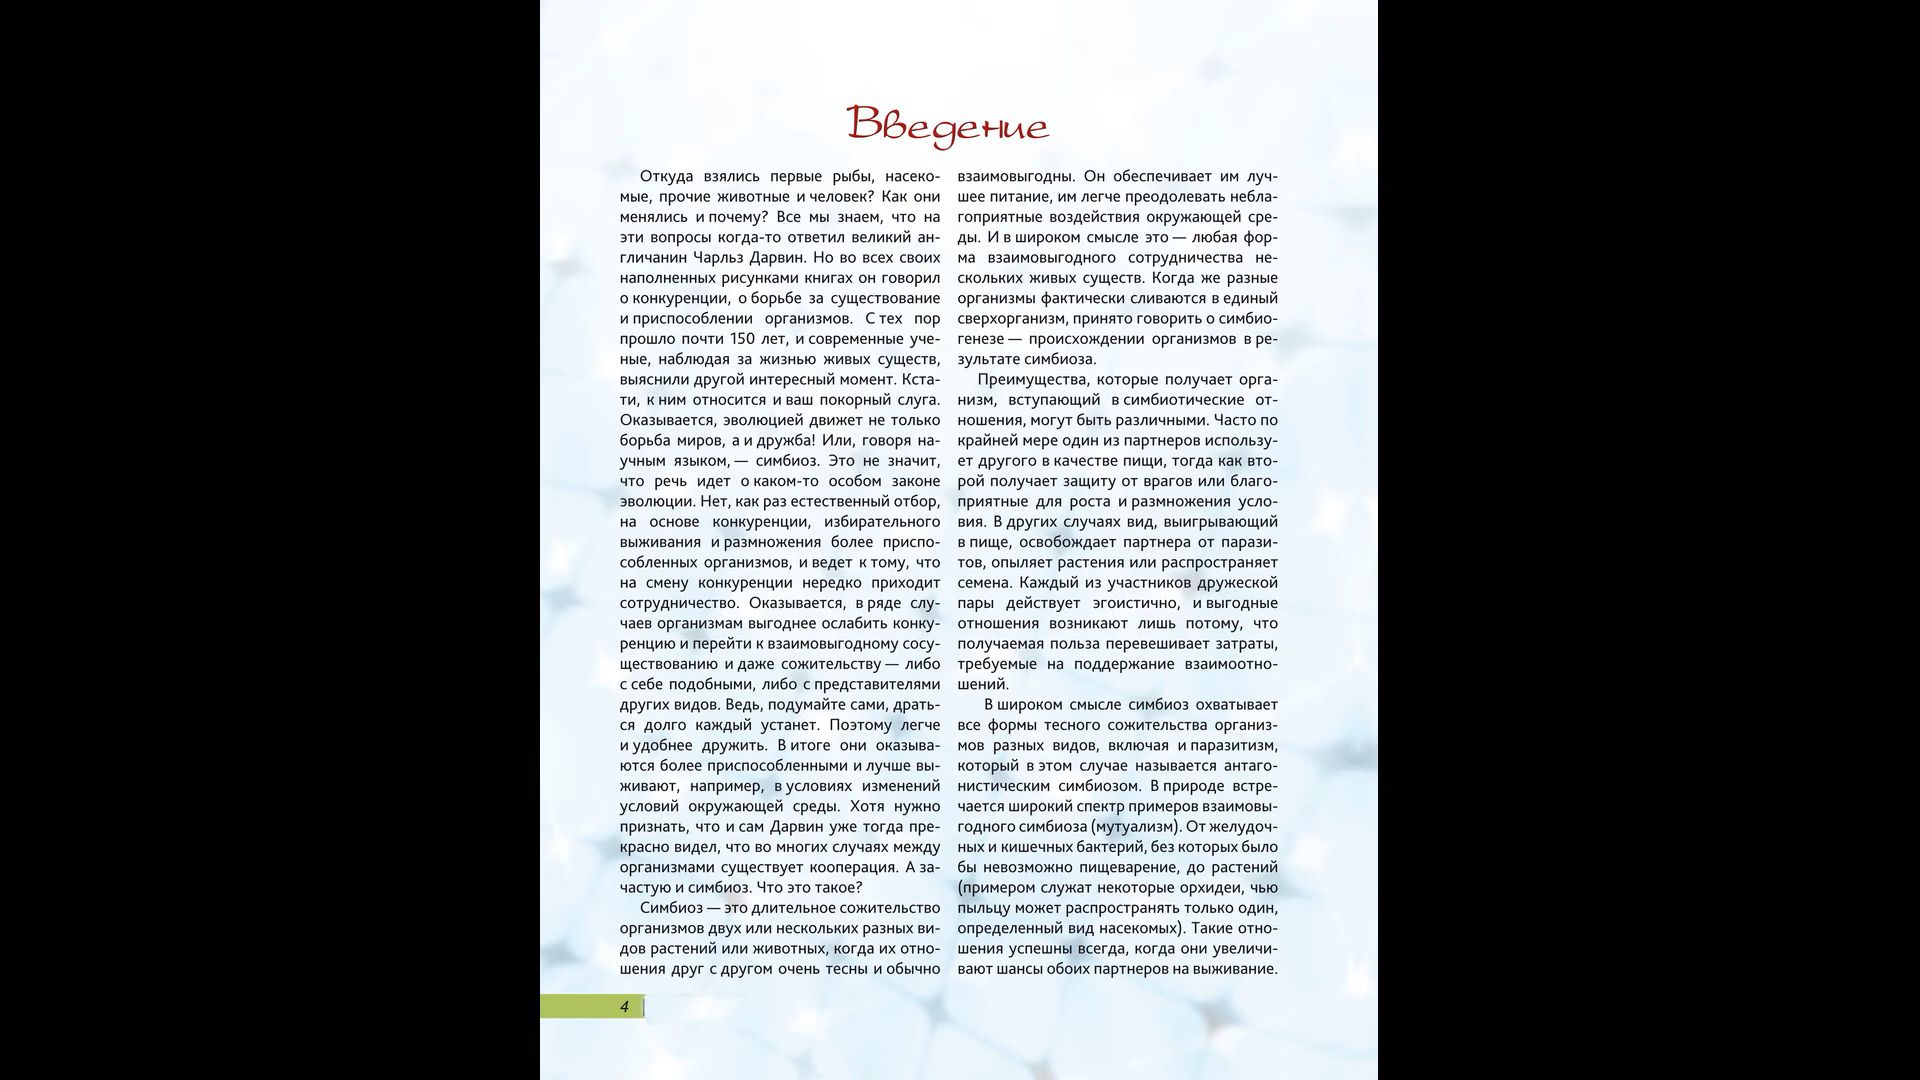 Введение
Откуда взялись первые рыбы, насеко-
мые, прочие животные и человек? Как они
менялись и почему? Все мы знаем, что на
эти вопросы когда-то ответил великий ан-
гличанин Чарльз Дарвин. Но во всех своих
наполненных рисунками книгах он говорил
о конкуренции, о борьбе за существование
и приспособлении организмов. С тех пор
прошло почти 150 лет, и современные уче-
ные, наблюдая за жизнью живых существ,
выяснили другой интересный момент. Кста-
ти, к ним относится и ваш покорный слуга.
Оказывается, эволюцией движет не только
борьба миров, а и дружба! Или, говоря на-
учным языком, — симбиоз. Это не значит,
что речь идет о каком-то особом законе
эволюции. Нет, как раз естественный отбор,
на основе конкуренции, избирательного
выживания и размножения более приспо-
собленных организмов, и ведет к тому, что
на смену конкуренции нередко приходит
сотрудничество. Оказывается, в ряде слу-
чаев организмам выгоднее ослабить конку-
ренцию и перейти к взаимовыгодному сосу-
ществованию и даже сожительству — либо
с себе подобными, либо с представителями
других видов. Ведь, подумайте сами, драть-
ся долго каждый устанет. Поэтому легче
и удобнее дружить. В итоге они оказыва-
ются более приспособленными и лучше вы-
живают, например, в условиях изменений
условий окружающей среды. Хотя нужно
признать, что и сам Дарвин уже тогда пре-
красно видел, что во многих случаях между
организмами существует кооперация. А за-
частую и симбиоз. Что это такое?
Симбиоз — это длительное сожительство
организмов двух или нескольких разных ви-
дов растений или животных, когда их отно-
шения друг с другом очень тесны и обычно
взаимовыгодны. Он обеспечивает им луч-
шее питание, им легче преодолевать небла-
гоприятные воздействия окружающей сре-
ды. И в широком смысле это — любая фор-
ма взаимовыгодного сотрудничества не-
скольких живых существ. Когда же разные
организмы фактически сливаются в единый
сверхорганизм, принято говорить о симбио-
генезе — происхождении организмов в ре-
зультате симбиоза.
Преимущества, которые получает орга-
низм, вступающий в симбиотические от-
ношения, могут быть различными. Часто по
крайней мере один из партнеров использу-
ет другого в качестве пищи, тогда как вто-
рой получает защиту от врагов или благо-
приятные для роста и размножения усло-
вия. В других случаях вид, выигрывающий
в пище, освобождает партнера от парази-
тов, опыляет растения или распространяет
семена. Каждый из участников дружеской
пары действует эгоистично, и выгодные
отношения возникают лишь потому, что
получаемая польза перевешивает затраты,
требуемые на поддержание взаимоотно-
шений.
В широком смысле симбиоз охватывает
все формы тесного сожительства организ-
мов разных видов, включая и паразитизм,
который в этом случае называется антаго-
нистическим симбиозом. В природе встре-
чается широкий спектр примеров взаимовы-
годного симбиоза (мутуализм). От желудоч-
ных и кишечных бактерий, без которых было
бы невозможно пищеварение, до растений
(примером служат некоторые орхидеи, чью
пыльцу может распространять только один,
определенный вид насекомых). Такие отно-
шения успешны всегда, когда они увеличи-
вают шансы обоих партнеров на выживание.
4